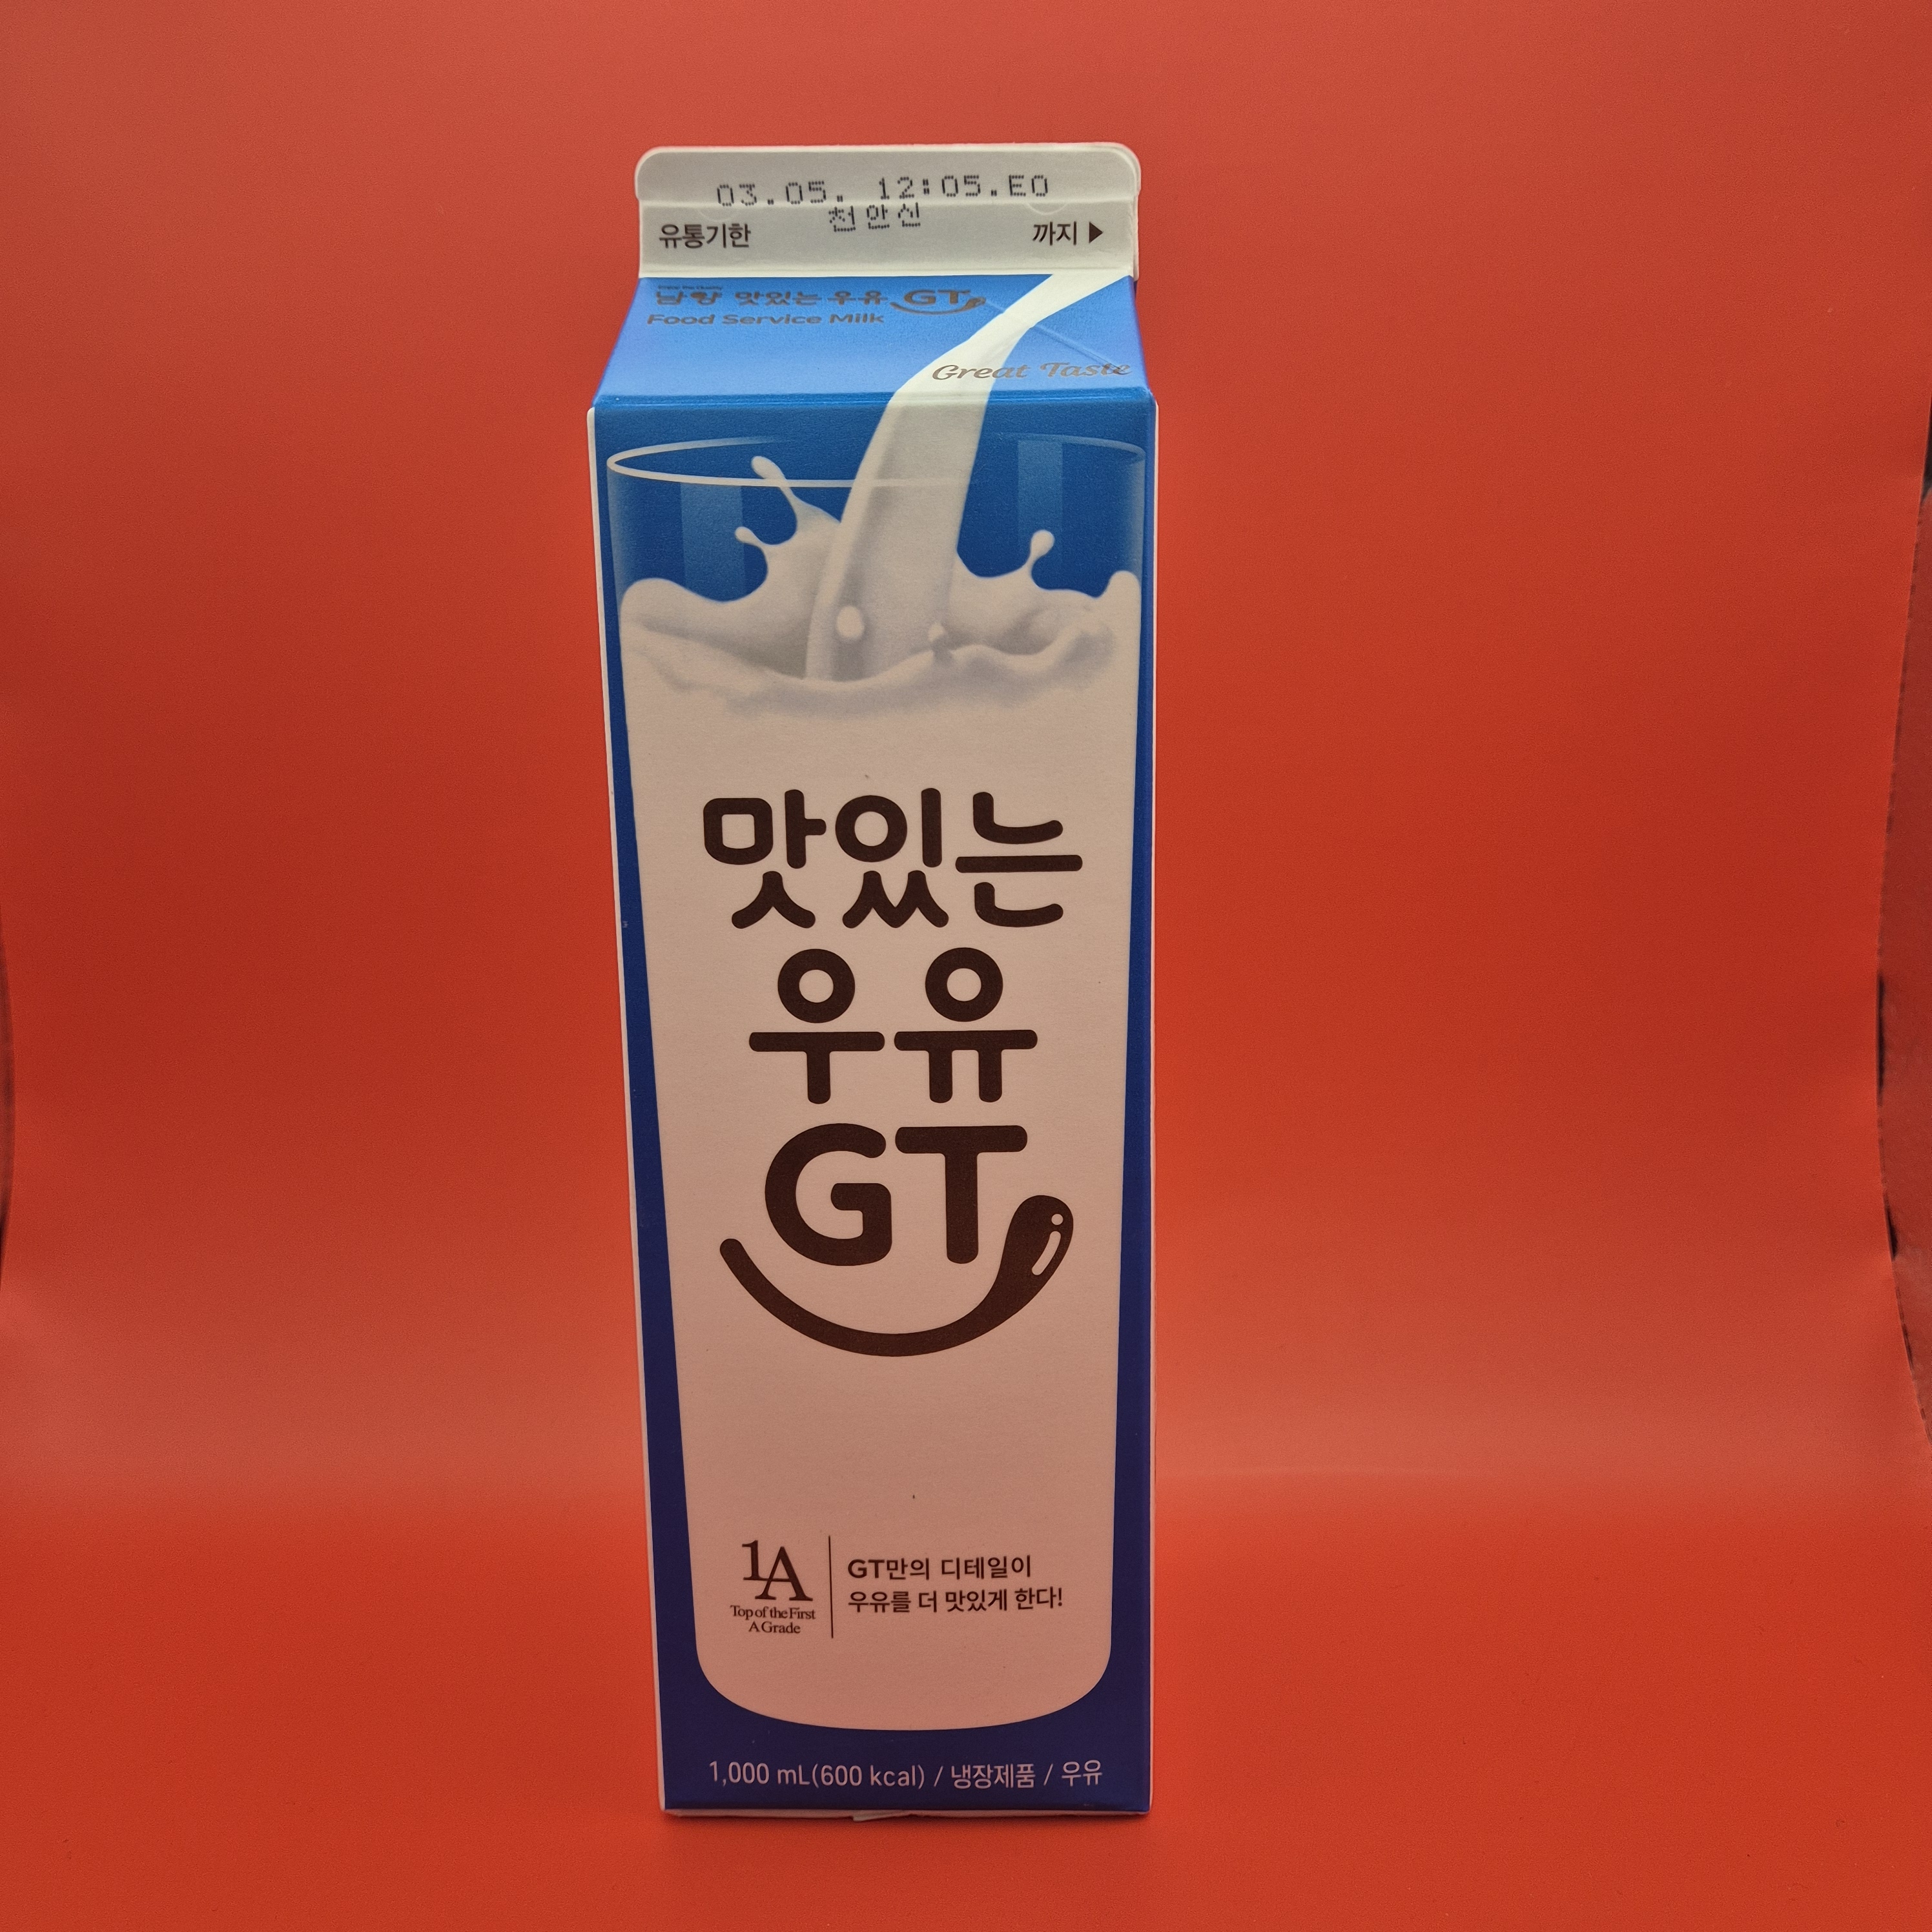 03.05. 12:05.E0
천안신
유통기한 까지 ▶
남양 맛있는 우유 GT
Food Service Milk
Great Taste
맛있는
우유
GT
1A
Top of the First
A Grade
GT만의 디테일이
우유를 더 맛있게 한다!
1,000 mL(600 kcal) / 냉장제품 / 우유